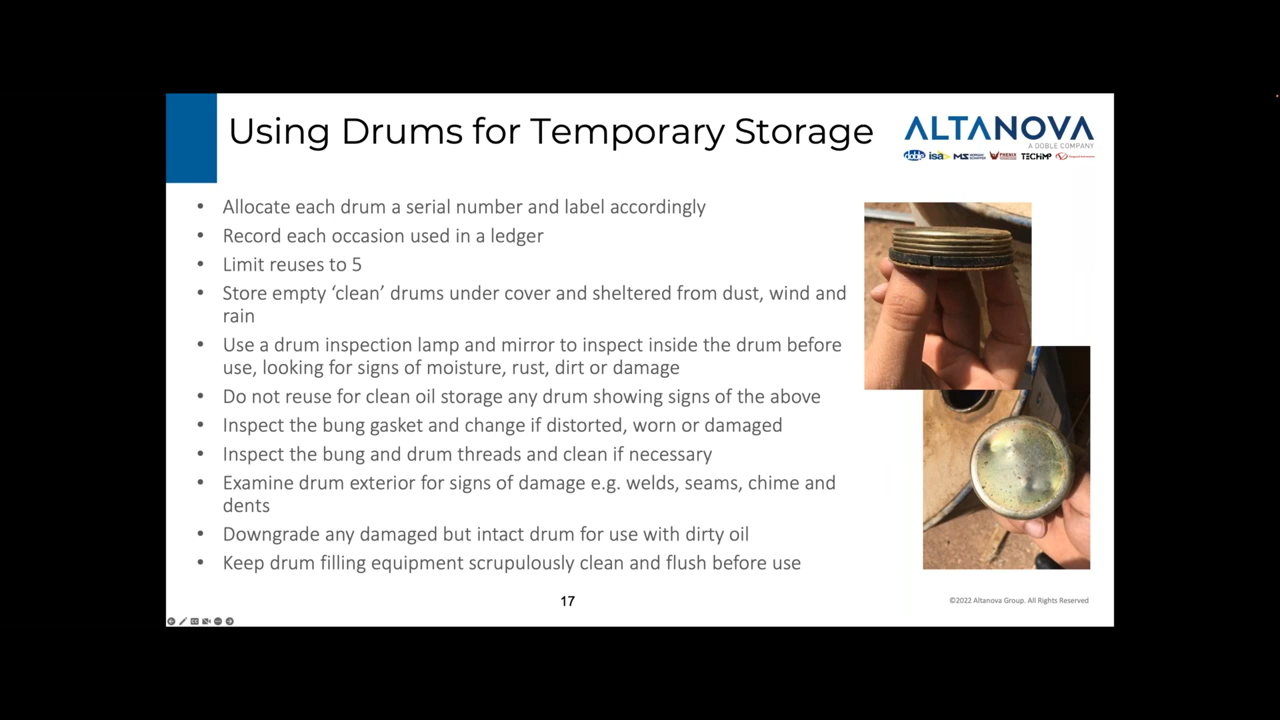 Using Drums for Temporary Storage
ALTANOVA
A DOBLE COMPANY
doble
isa
TECHIMP
• Allocate each drum a serial number and label accordingly
• Record each occasion used in a ledger
• Limit reuses to 5
• Store empty ‘clean’ drums under cover and sheltered from dust, wind and
rain
• Use a drum inspection lamp and mirror to inspect inside the drum before
use, looking for signs of moisture, rust, dirt or damage
• Do not reuse for clean oil storage any drum showing signs of the above
• Inspect the bung gasket and change if distorted, worn or damaged
• Inspect the bung and drum threads and clean if necessary
• Examine drum exterior for signs of damage e.g. welds, seams, chime and
dents
• Downgrade any damaged but intact drum for use with dirty oil
• Keep drum filling equipment scrupulously clean and flush before use
17
©2022 Altanova Group. All Rights Reserved